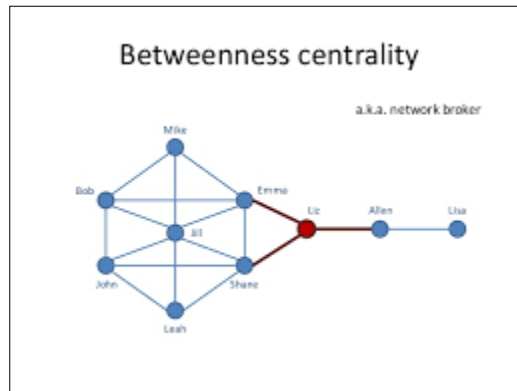 Betweenness centrality
a.k.a. network broker
Mike
Bob
Emma
Liz
Allen
Lisa
Jill
John
Shane
Leah